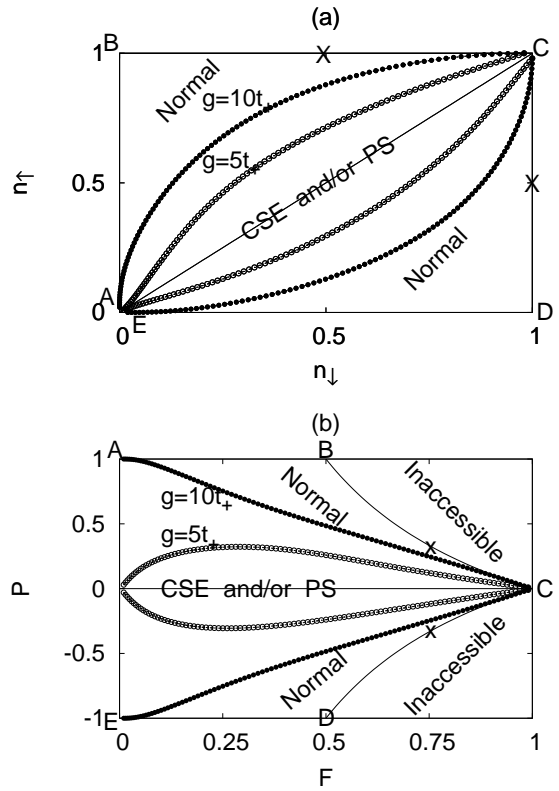 (a)
B
X
C
1
Normal
g=10t+
g=5t+
n↑
0.5
CSE and/or PS
X
Normal
A
0
E
D
0
0.5
1
n↓
(b)
A
B
1
g=10t+
Normal
Inaccessible
0.5
g=5t+
x
P
0
CSE and/or PS
C
-0.5
x
Normal
Inaccessible
-1
E
D
0
0.25
0.5
0.75
1
F